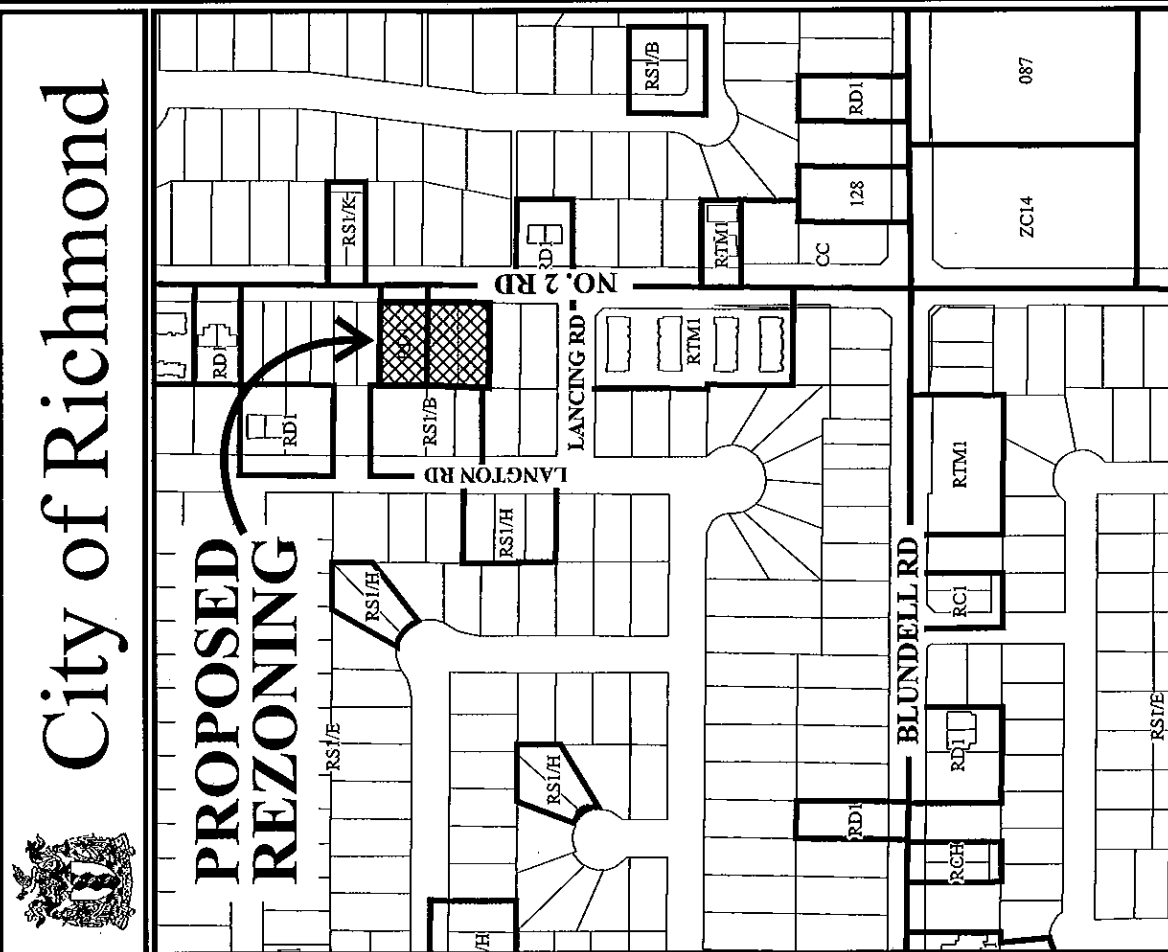 City of Richmond
PROPOSED
REZONING
RS1/B
RD1
087
128
ZC14
RS1/K
RD1
RTM1
CC
NO. 2 RD
RD1
RD1
RS1/B
LANCING RD
RTM1
LANGTON RD
RS1/H
RS1/H
RS1/E
RS1/H
/H
BLUNDELL RD
RTM1
RC1
RD1
RD1
RCH
RS1/E